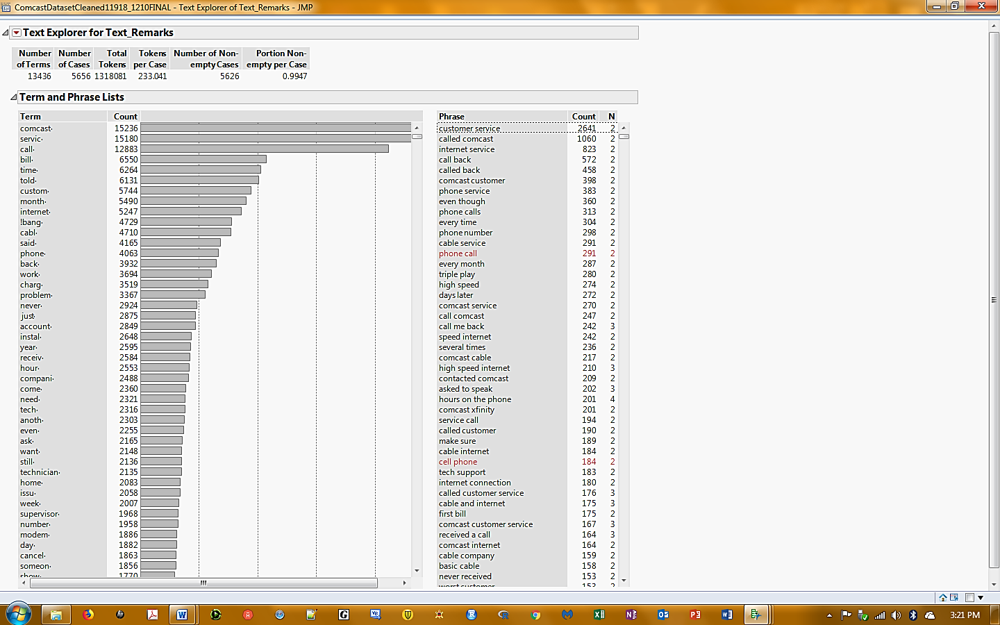 ComcastDatasetCleaned11918_1210FINAL - Text Explorer of Text_Remarks - JMP
Text Explorer for Text_Remarks
Number of Terms Number of Cases Total Tokens Tokens per Case Number of Non-empty Cases Portion Non-empty per Case
13436 5656 1318081 233.041 5626 0.9947
Term and Phrase Lists
Term Count
comcast· 15236
servic· 15180
call· 12883
bill· 6550
time· 6264
told· 6131
custom· 5744
month· 5490
internet· 5247
!bang· 4729
cabl· 4710
said· 4165
phone· 4063
back· 3932
work· 3694
charg· 3519
problem· 3367
never· 2924
just· 2875
account· 2849
instal· 2648
year· 2595
receiv· 2584
hour· 2553
compani· 2488
come· 2360
need· 2321
tech· 2316
anoth· 2303
even· 2255
ask· 2165
want· 2148
still· 2136
technician· 2135
home· 2083
issu· 2058
week· 2007
supervisor· 1968
number· 1958
modem· 1886
day· 1882
cancel· 1863
someon· 1856
show· 1770
Phrase Count N
customer service 2641 2
called comcast 1060 2
internet service 823 2
call back 572 2
called back 458 2
comcast customer 398 2
phone service 383 2
even though 360 2
phone calls 313 2
every time 304 2
phone number 298 2
cable service 291 2
phone call 291 2
every month 287 2
triple play 280 2
high speed 274 2
days later 272 2
comcast service 270 2
call comcast 247 2
call me back 242 3
speed internet 242 2
several times 236 2
comcast cable 217 2
high speed internet 210 3
contacted comcast 209 2
asked to speak 202 3
hours on the phone 201 4
comcast xfinity 201 2
service call 194 2
called customer 190 2
make sure 189 2
cable internet 184 2
cell phone 184 2
tech support 183 2
internet connection 180 2
called customer service 176 3
cable and internet 175 3
first bill 175 2
comcast customer service 167 3
received a call 164 3
comcast internet 164 2
cable company 159 2
basic cable 158 2
never received 153 2
worst customer 153 2
3:21 PM